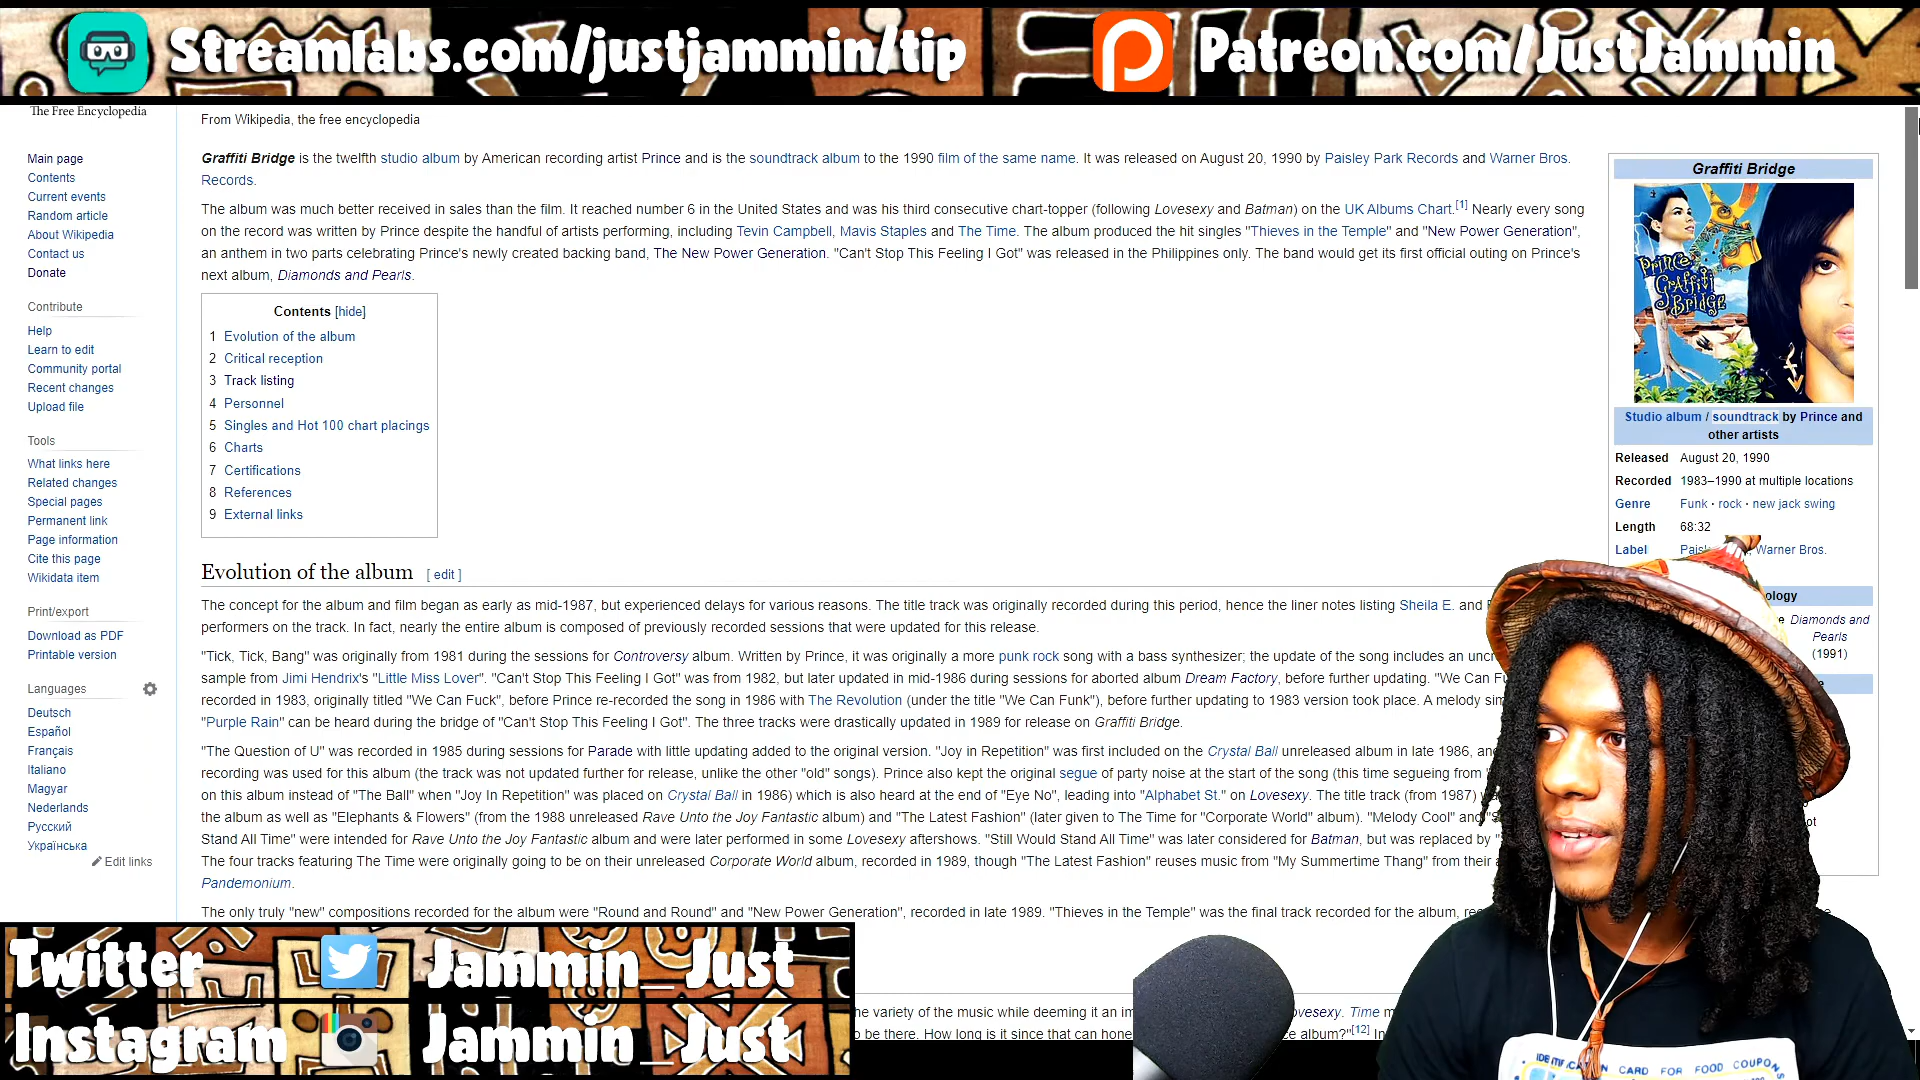 Streamlabs.com/justjammin/tip
Patreon.com/JustJammin
The Free Encyclopedia
Main page
Contents
Current events
Random article
About Wikipedia
Contact us
Donate
Contribute
Help
Learn to edit
Community portal
Recent changes
Upload file
Tools
What links here
Related changes
Special pages
Permanent link
Page information
Cite this page
Wikidata item
Print/export
Download as PDF
Printable version
Languages
Deutsch
Español
Français
Italiano
Magyar
Nederlands
Русский
Українська
Edit links
From Wikipedia, the free encyclopedia
Graffiti Bridge is the twelfth studio album by American recording artist Prince and is the soundtrack album to the 1990 film of the same name. It was released on August 20, 1990 by Paisley Park Records and Warner Bros.
Records.
The album was much better received in sales than the film. It reached number 6 in the United States and was his third consecutive chart-topper (following Lovesexy and Batman) on the UK Albums Chart.[1] Nearly every song
on the record was written by Prince despite the handful of artists performing, including Tevin Campbell, Mavis Staples and The Time. The album produced the hit singles "Thieves in the Temple" and "New Power Generation",
an anthem in two parts celebrating Prince's newly created backing band, The New Power Generation. "Can't Stop This Feeling I Got" was released in the Philippines only. The band would get its first official outing on Prince's
next album, Diamonds and Pearls.
Contents [hide]
1 Evolution of the album
2 Critical reception
3 Track listing
4 Personnel
5 Singles and Hot 100 chart placings
6 Charts
7 Certifications
8 References
9 External links
Evolution of the album [ edit ]
The concept for the album and film began as early as mid-1987, but experienced delays for various reasons. The title track was originally recorded during this period, hence the liner notes listing Sheila E. and
performers on the track. In fact, nearly the entire album is composed of previously recorded sessions that were updated for this release.
"Tick, Tick, Bang" was originally from 1981 during the sessions for Controversy album. Written by Prince, it was originally a more punk rock song with a bass synthesizer; the update of the song includes an
sample from Jimi Hendrix's "Little Miss Lover". "Can't Stop This Feeling I Got" was from 1982, but later updated in mid-1986 during sessions for aborted album Dream Factory, before further updating. "We Can
recorded in 1983, originally titled "We Can Fuck", before Prince re-recorded the song in 1986 with The Revolution (under the title "We Can Funk"), before further updating to 1983 version took place. A melody
"Purple Rain" can be heard during the bridge of "Can't Stop This Feeling I Got". The three tracks were drastically updated in 1989 for release on Graffiti Bridge.
"The Question of U" was recorded in 1985 during sessions for Parade with little updating added to the original version. "Joy in Repetition" was first included on the Crystal Ball unreleased album in late 1986,
recording was used for this album (the track was not updated further for release, unlike the other "old" songs). Prince also kept the original segue of party noise at the start of the song (this time segueing from
on this album instead of "The Ball" when "Joy In Repetition" was placed on Crystal Ball in 1986) which is also heard at the end of "Eye No", leading into "Alphabet St." on Lovesexy. The title track (from 1987)
the album as well as "Elephants & Flowers" (from the 1988 unreleased Rave Unto the Joy Fantastic album) and "The Latest Fashion" (later given to The Time for "Corporate World" album). "Melody Cool" and
Stand All Time" were intended for Rave Unto the Joy Fantastic album and were later performed in some Lovesexy aftershows. "Still Would Stand All Time" was later considered for Batman, but was replaced by
The four tracks featuring The Time were originally going to be on their unreleased Corporate World album, recorded in 1989, though "The Latest Fashion" reuses music from "My Summertime Thang" from their
Pandemonium.
The only truly "new" compositions recorded for the album were "Round and Round" and "New Power Generation", recorded in late 1989. "Thieves in the Temple" was the final track recorded for the album,
variety of the music while deeming it an
Time
be there. How long is it since that can
album?"[12]
Graffiti Bridge
Prince
Graffiti
Bridge
Studio album / soundtrack by Prince and
other artists
Released August 20, 1990
Recorded 1983–1990 at multiple locations
Genre Funk · rock · new jack swing
Length 68:32
Label Warner Bros.
Diamonds and
Pearls
(1991)
Twitter Jammin_Just
Instagram Jammin_Just
CARD FOR FOOD COUPONS